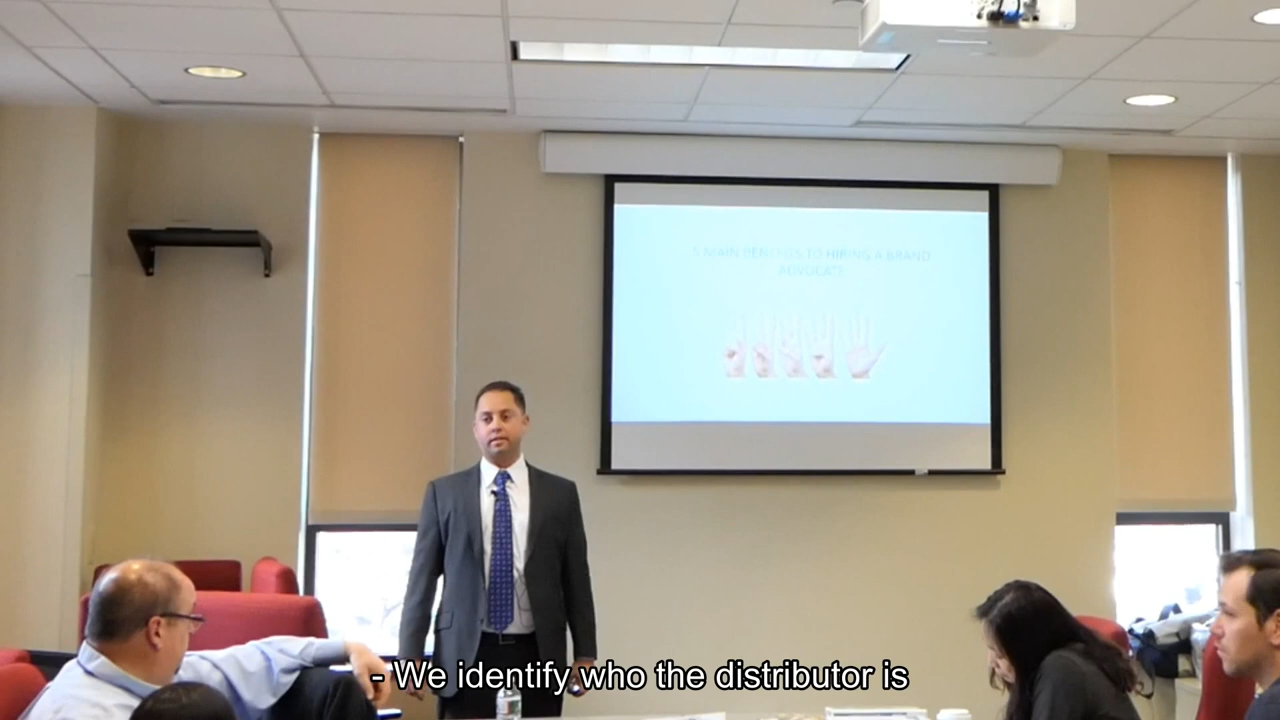 5 MAIN BENEFITS TO HIRING A BRAND
ADVOCATE
- We identify who the distributor is